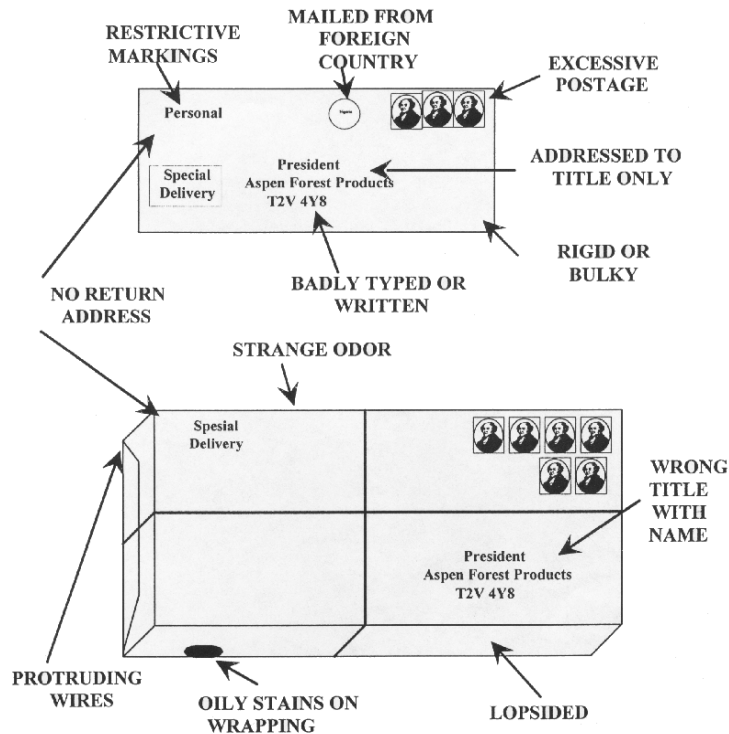 RESTRICTIVE
MARKINGS
MAILED FROM
FOREIGN
COUNTRY
EXCESSIVE
POSTAGE
Personal
Special
Delivery
President
Aspen Forest Products
T2V 4Y8
ADDRESSED TO
TITLE ONLY
RIGID OR
BULKY
BADLY TYPED OR
WRITTEN
NO RETURN
ADDRESS
STRANGE ODOR
Spesial
Delivery
WRONG
TITLE
WITH
NAME
President
Aspen Forest Products
T2V 4Y8
PROTRUDING
WIRES
OILY STAINS ON
WRAPPING
LOPSIDED